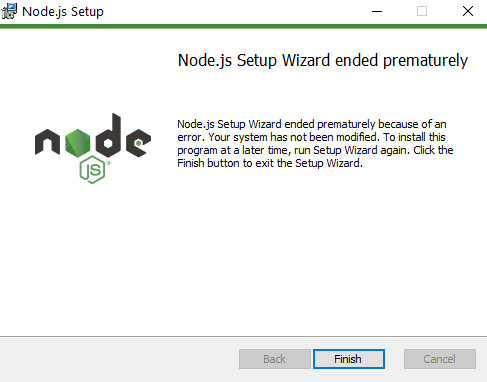 Node.js Setup
Node.js Setup Wizard ended prematurely
node
JS
Node.js Setup Wizard ended prematurely because of an
error. Your system has not been modified. To install this
program at a later time, run Setup Wizard again. Click the
Finish button to exit the Setup Wizard.
Back
Finish
Cancel